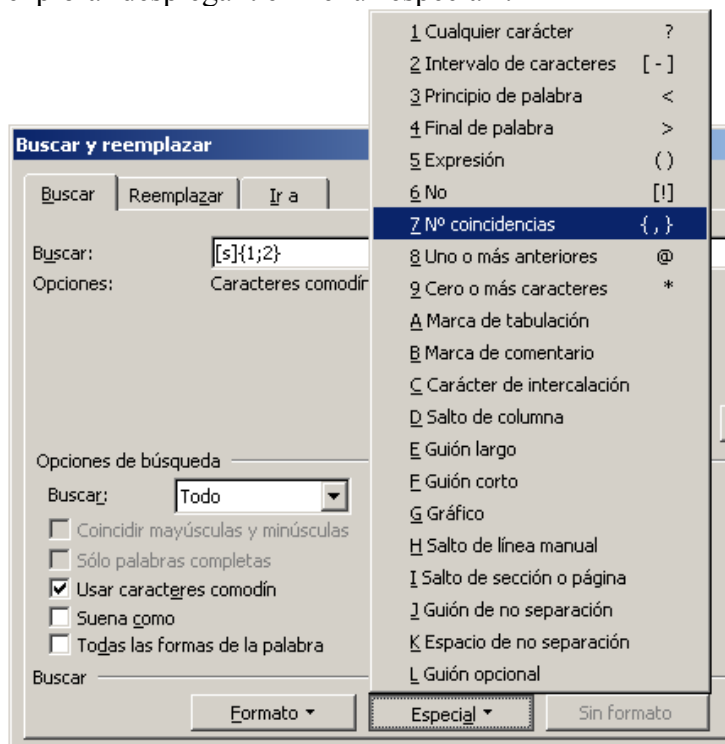 1 Cualquier carácter ?
2 Intervalo de caracteres [ - ]
3 Principio de palabra <
4 Final de palabra >
5 Expresión ()
6 No [!]
7 Nº coincidencias { , }
8 Uno o más anteriores @
9 Cero o más caracteres *
A Marca de tabulación
B Marca de comentario
C Carácter de intercalación
D Salto de columna
E Guión largo
F Guión corto
G Gráfico
H Salto de línea manual
I Salto de sección o página
J Guión de no separación
K Espacio de no separación
L Guión opcional
Buscar y reemplazar
Buscar Reemplazar Ir a
Buscar: [s]{1;2}
Opciones: Caracteres comodín
Opciones de búsqueda
Buscar: Todo
Coincidir mayúsculas y minúsculas
Sólo palabras completas
Usar caracteres comodín
Suena como
Todas las formas de la palabra
Buscar
Formato Especial Sin formato